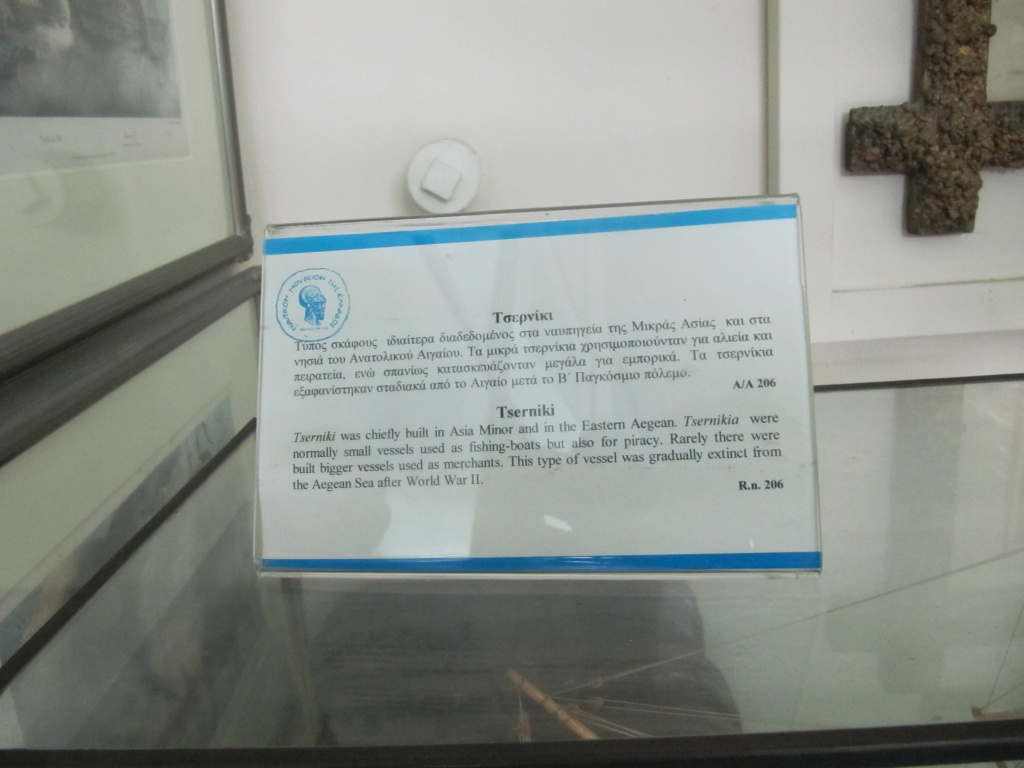 ΝΑΥΤΙΚΟΝ ΜΟΥΣΕΙΟΝ ΤΗΣ ΕΛΛΑΔΟΣ
Τσερνίκι
Τύπος σκάφους ιδιαίτερα διαδεδομένος στα ναυπηγεία της Μικράς Ασίας και στα
νησιά του Ανατολικού Αιγαίου. Τα μικρά τσερνίκια χρησιμοποιούνταν για αλιεία και
πειρατεία, ενώ σπανίως κατασκευάζονταν μεγάλα για εμπορικά. Τα τσερνίκια
εξαφανίστηκαν σταδιακά από το Αιγαίο μετά το Β΄ Παγκόσμιο πόλεμο.
Α/Α 206
Tserniki
Tserniki was chiefly built in Asia Minor and in the Eastern Aegean. Tsernikia were
normally small vessels used as fishing-boats but also for piracy. Rarely there were
built bigger vessels used as merchants. This type of vessel was gradually extinct from
the Aegean Sea after World War II.
R.n. 206